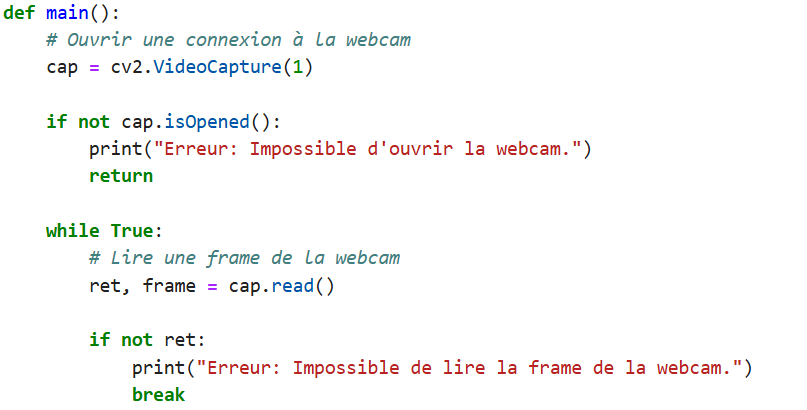 def main():
    # Ouvrir une connexion à la webcam
    cap = cv2.VideoCapture(1)
    if not cap.isOpened():
        print("Erreur: Impossible d'ouvrir la webcam.")
        return
    while True:
        # Lire une frame de la webcam
        ret, frame = cap.read()
        if not ret:
            print("Erreur: Impossible de lire la frame de la webcam.")
            break